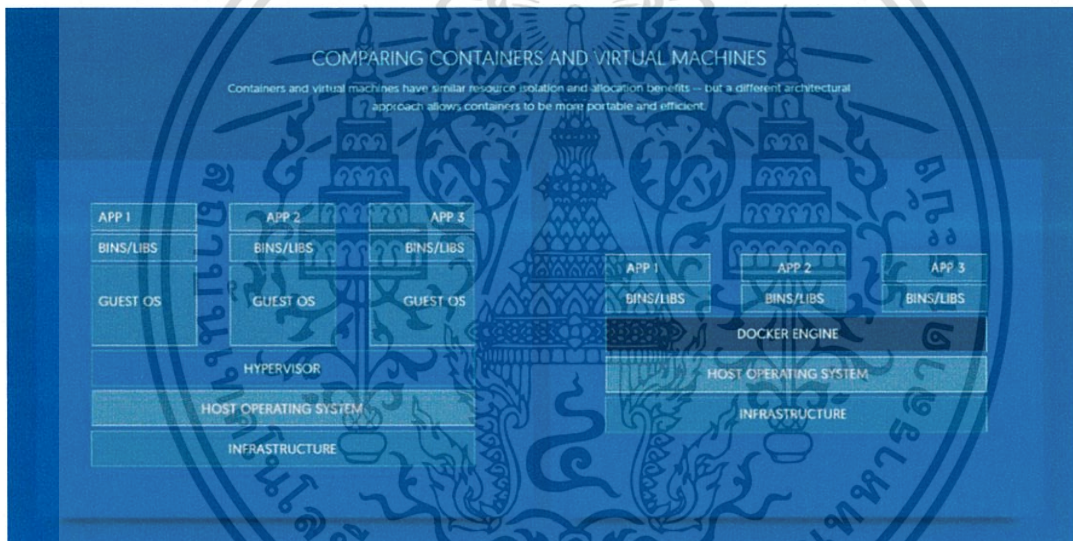 COMPARING CONTAINERS AND VIRTUAL MACHINES
Containers and virtual machines have similar resource isolation and allocation benefits – but a different architectural
approach allows containers to be more portable and efficient.
APP 1 APP 2 APP 3
BINS/LIBS BINS/LIBS BINS/LIBS
GUEST OS GUEST OS GUEST OS
HYPERVISOR
HOST OPERATING SYSTEM
INFRASTRUCTURE
APP 1 APP 2 APP 3
BINS/LIBS BINS/LIBS BINS/LIBS
DOCKER ENGINE
HOST OPERATING SYSTEM
INFRASTRUCTURE